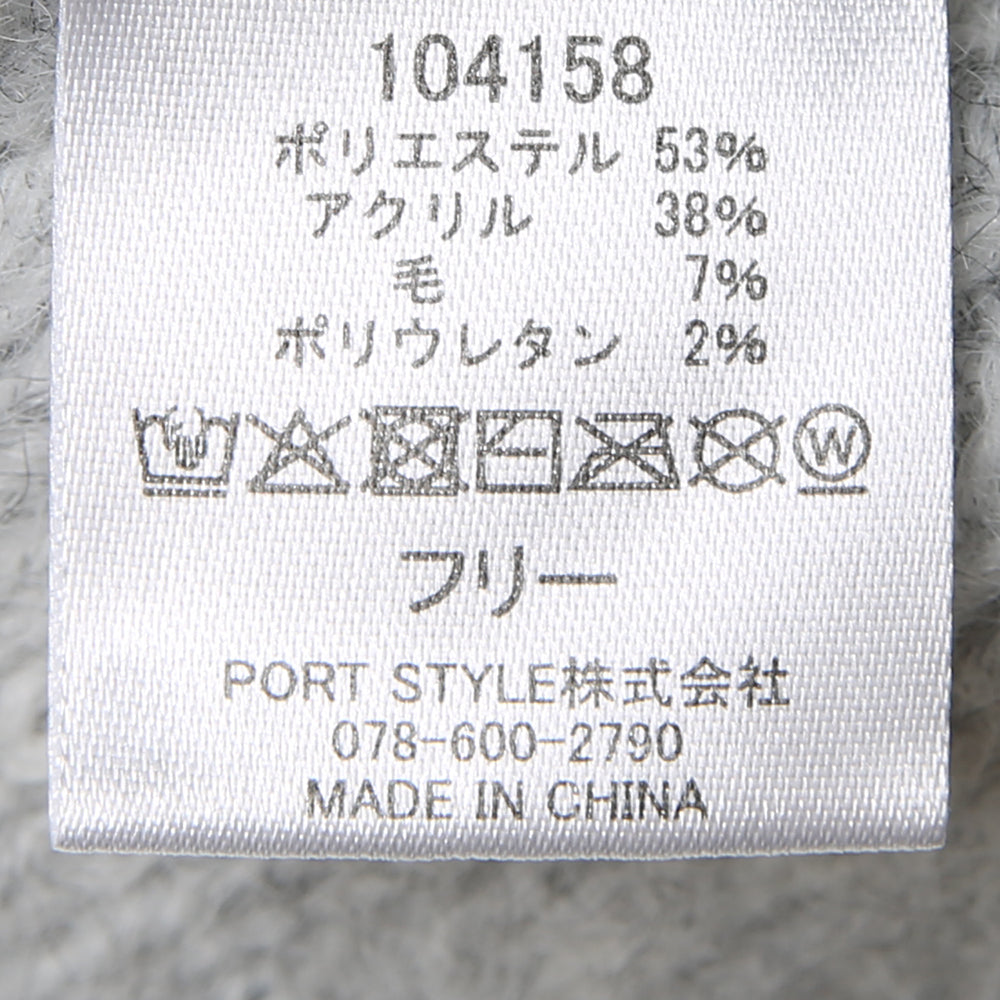 104158
ポリエステル 53%
アクリル 38%
毛 7%
ポリウレタン 2%
W
フリー
PORT STYLE株式会社
078-600-2790
MADE IN CHINA